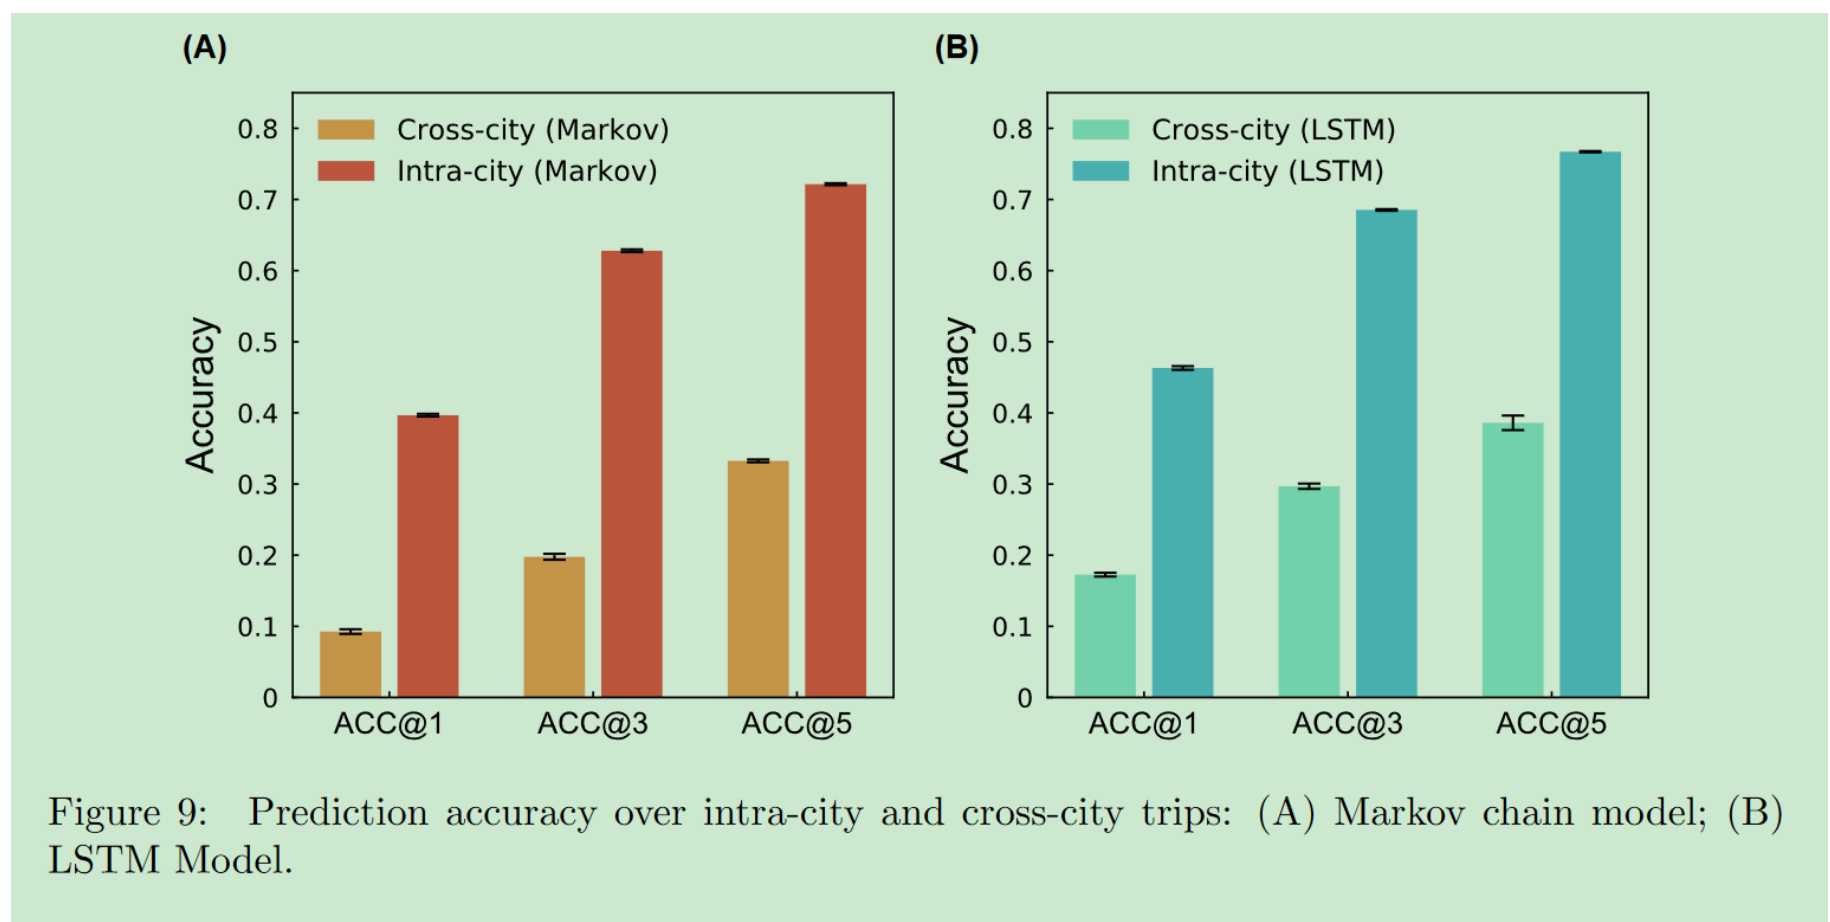 (A)
0.8
0.7
0.6
0.5
0.4
0.3
0.2
0.1
0
Accuracy
Cross-city (Markov)
Intra-city (Markov)
ACC@1 ACC@3 ACC@5
(B)
0.8
0.7
0.6
0.5
0.4
0.3
0.2
0.1
0
Accuracy
Cross-city (LSTM)
Intra-city (LSTM)
ACC@1 ACC@3 ACC@5
Figure 9: Prediction accuracy over intra-city and cross-city trips: (A) Markov chain model; (B)
LSTM Model.